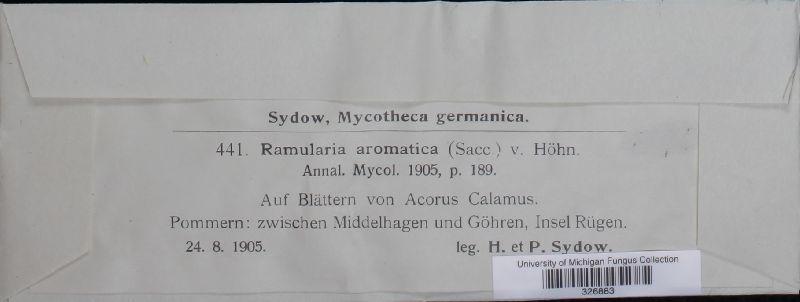 Sydow, Mycotheca germanica.
441. Ramularia aromatica (Sacc.) v. Höhn.
Annal. Mycol. 1905, p. 189.
Auf Blättern von Acorus Calamus.
Pommern: zwischen Middelhagen und Göhren, Insel Rügen.
24. 8. 1905. leg. H. et P. Sydow.
University of Michigan Fungus Collection
326883